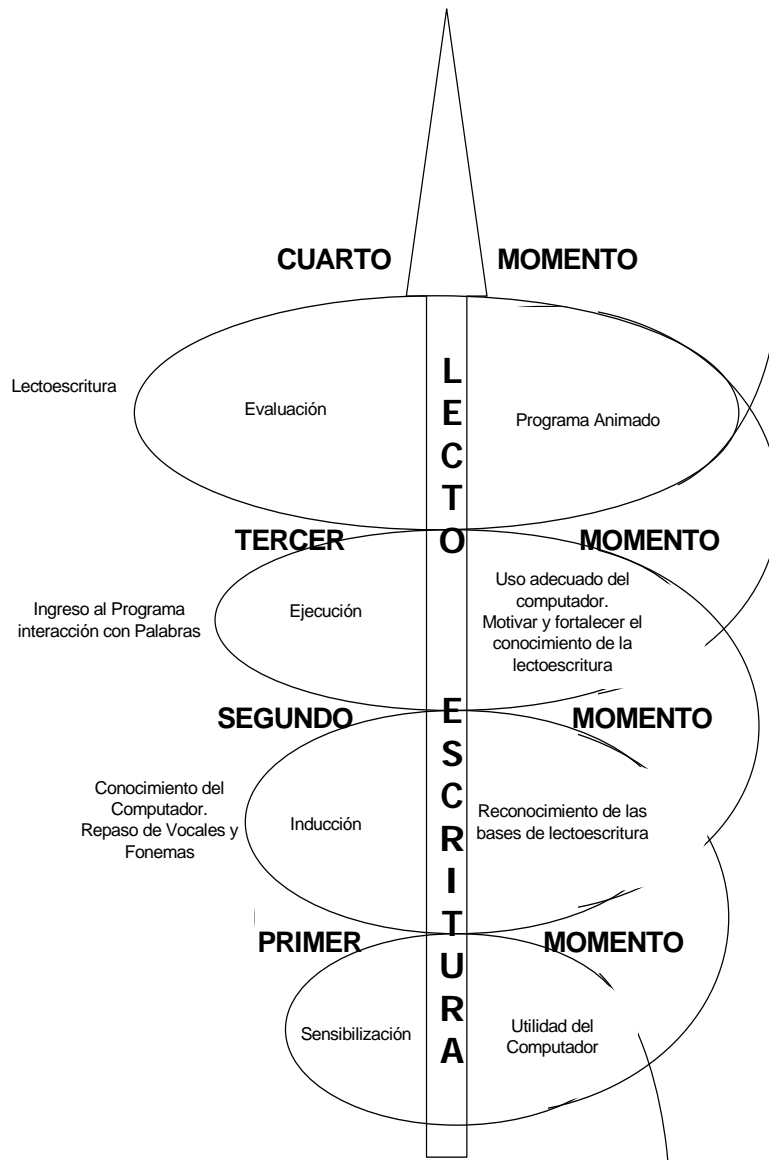 CUARTO MOMENTO
Lectoescritura
Evaluación
Programa Animado
TERCER MOMENTO
Ingreso al Programa
interacción con Palabras
Ejecución
Uso adecuado del
computador.
Motivar y fortalecer el
conocimiento de la
lectoescritura
SEGUNDO MOMENTO
Conocimiento del
Computador.
Repaso de Vocales y
Fonemas
Inducción
Reconocimiento de las
bases de lectoescritura
PRIMER MOMENTO
Sensibilización
Utilidad del
Computador
LECTO ESCRITURA